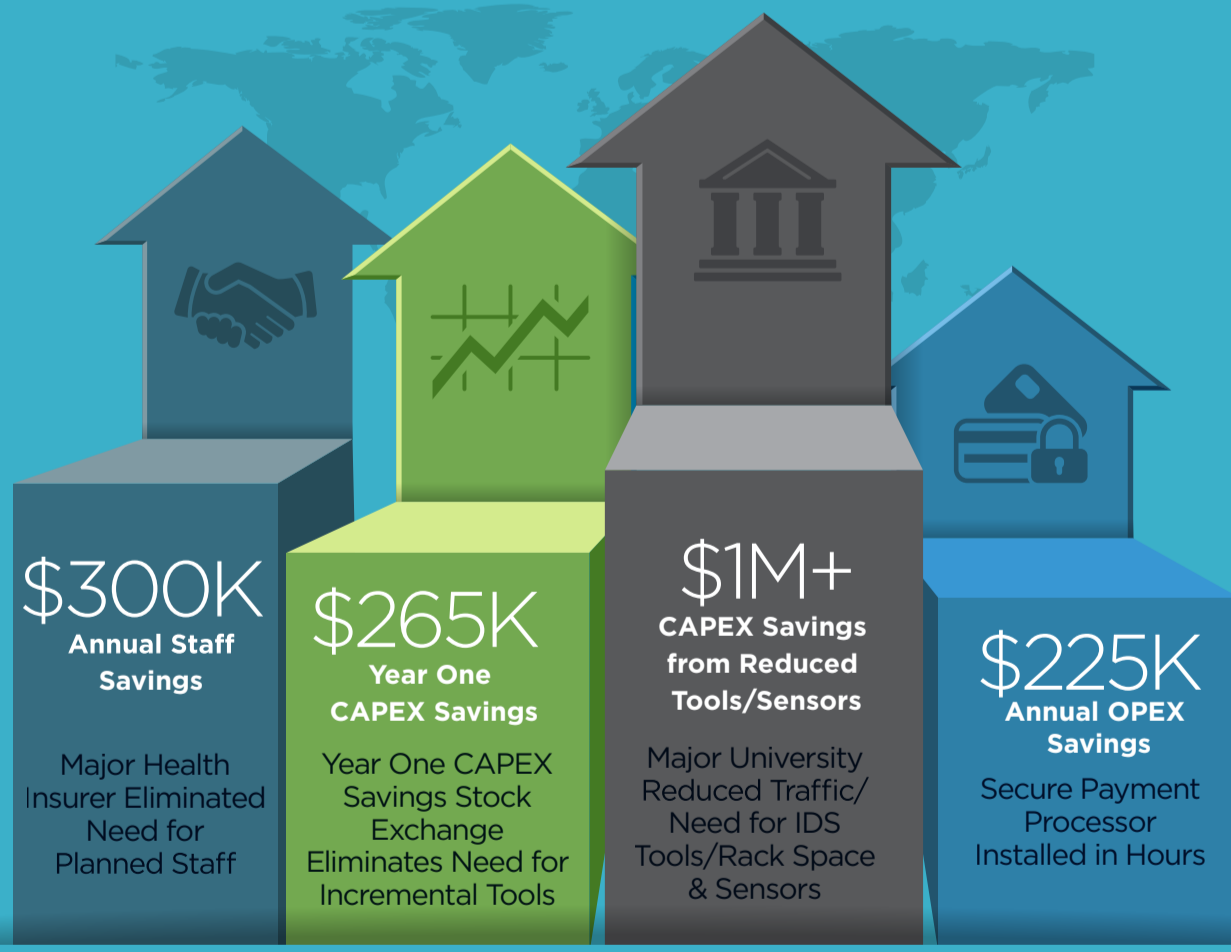 $300K
Annual Staff
Savings
Major Health
Insurer Eliminated
Need for
Planned Staff
$265K
Year One
CAPEX Savings
Year One CAPEX
Savings Stock
Exchange
Eliminates Need for
Incremental Tools
$1M+
CAPEX Savings
from Reduced
Tools/Sensors
Major University
Reduced Traffic/
Need for IDS
Tools/Rack Space
& Sensors
$225K
Annual OPEX
Savings
Secure Payment
Processor
Installed in Hours